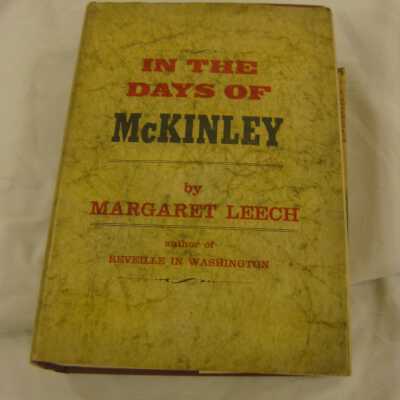 IN THE
DAYS OF
McKINLEY
by
MARGARET LEECH
author of
REVEILLE IN WASHINGTON